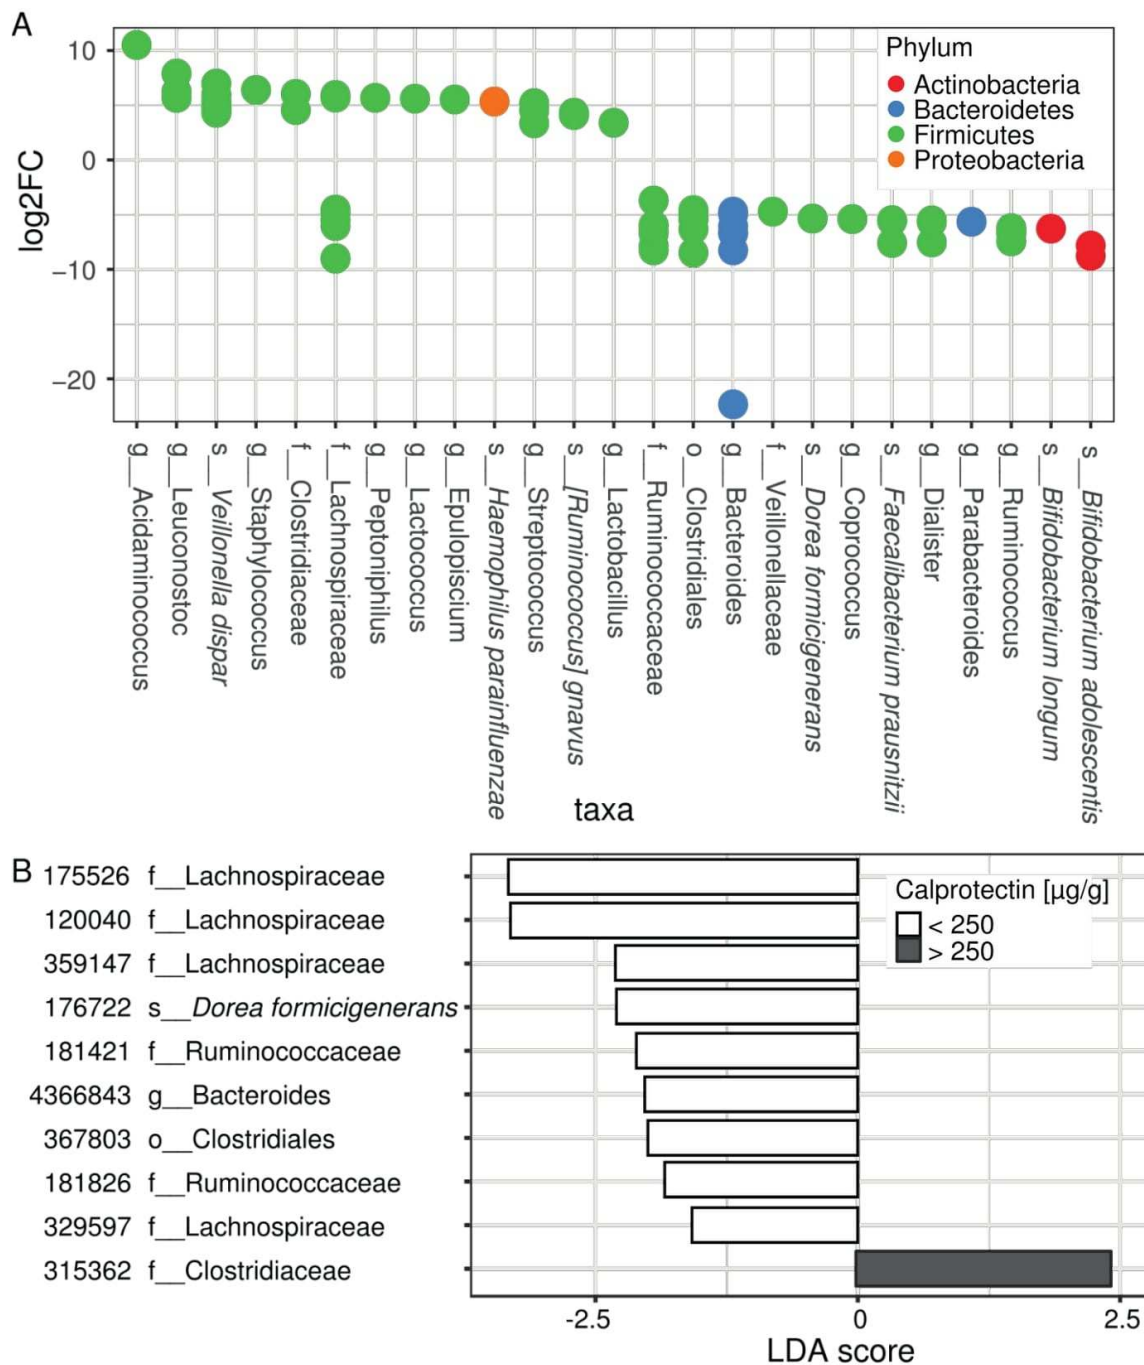 A
Phylum
Actinobacteria
Bacteroidetes
Firmicutes
Proteobacteria
log2FC
10
0
−10
−20
g__Acidaminococcus
g__Leuconostoc
s__Veillonella dispar
g__Staphylococcus
f__Clostridiaceae
f__Lachnospiraceae
g__Peptoniphilus
g__Lactococcus
g__Epulopiscium
s__Haemophilus parainfluenzae
g__Streptococcus
s__[Ruminococcus] gnavus
g__Lactobacillus
f__Ruminococcaceae
o__Clostridiales
g__Bacteroides
f__Veillonellaceae
s__Dorea formicigenerans
g__Coprococcus
s__Faecalibacterium prausnitzii
g__Dialister
g__Parabacteroides
g__Ruminococcus
s__Bifidobacterium longum
s__Bifidobacterium adolescentis
taxa
B
175526 f__Lachnospiraceae
120040 f__Lachnospiraceae
359147 f__Lachnospiraceae
176722 s__Dorea formicigenerans
181421 f__Ruminococcaceae
4366843 g__Bacteroides
367803 o__Clostridiales
181826 f__Ruminococcaceae
329597 f__Lachnospiraceae
315362 f__Clostridiaceae
Calprotectin [µg/g]
< 250
> 250
-2.5 0 2.5
LDA score